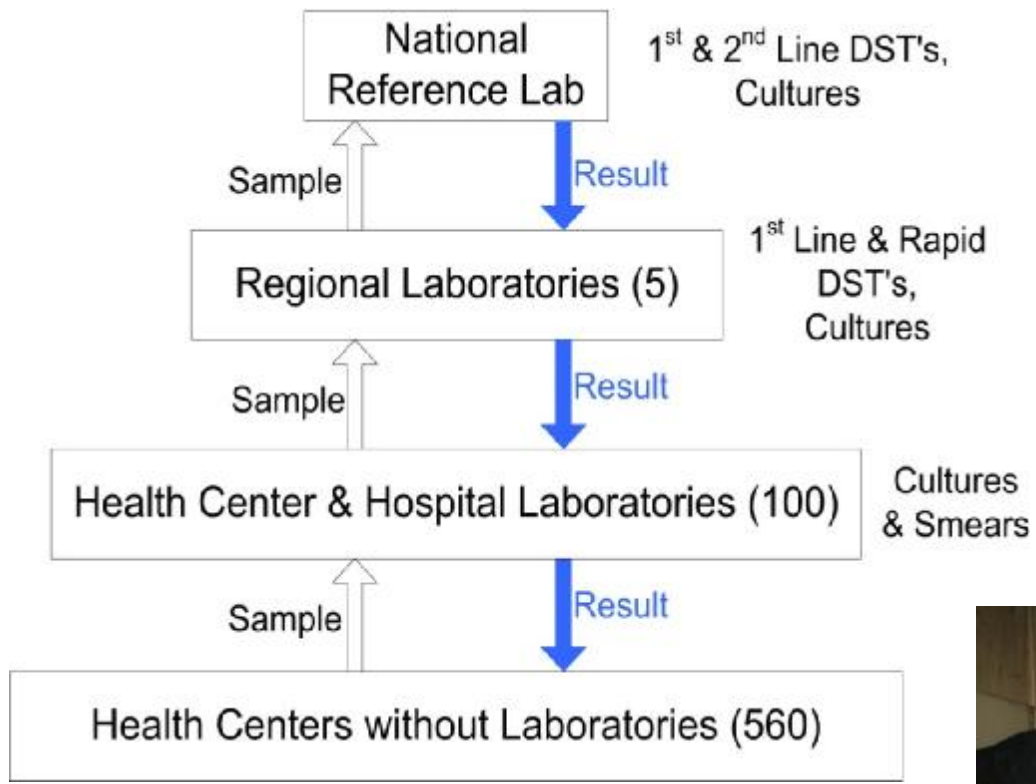 National
Reference Lab
1st & 2nd Line DST's,
Cultures
Sample
Result
Regional Laboratories (5)
1st Line & Rapid
DST's,
Cultures
Sample
Result
Health Center & Hospital Laboratories (100)
Cultures
& Smears
Sample
Result
Health Centers without Laboratories (560)